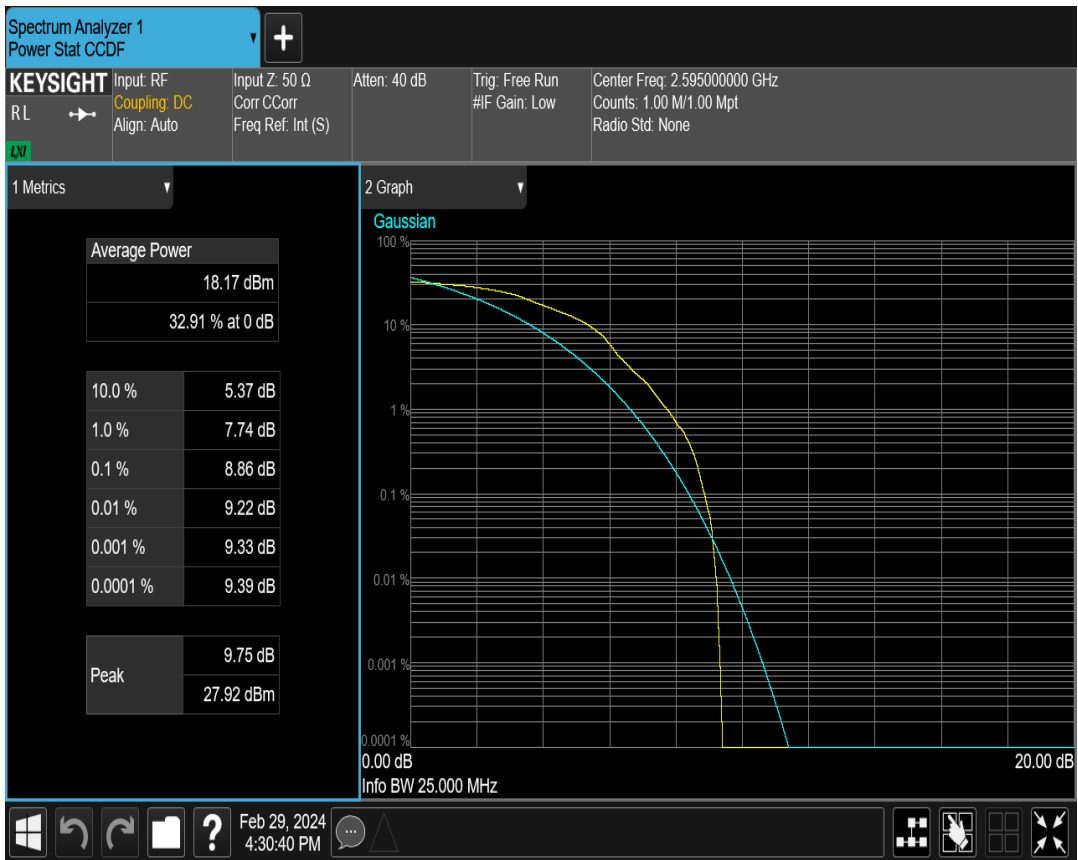 Spectrum Analyzer 1
Power Stat CCDF
KEYSIGHT
RL
LXI
Input: RF
Coupling: DC
Align: Auto
Input Z: 50 Ω
Corr CCorr
Freq Ref: Int (S)
Atten: 40 dB
Trig: Free Run
#IF Gain: Low
Center Freq: 2.595000000 GHz
Counts: 1.00 M/1.00 Mpt
Radio Std: None
1 Metrics
Average Power
18.17 dBm
32.91 % at 0 dB
10.0 % 5.37 dB
1.0 % 7.74 dB
0.1 % 8.86 dB
0.01 % 9.22 dB
0.001 % 9.33 dB
0.0001 % 9.39 dB
Peak
9.75 dB
27.92 dBm
2 Graph
Gaussian
100 %
10 %
1 %
0.1 %
0.01 %
0.001 %
0.0001 %
0.00 dB 20.00 dB
Info BW 25.000 MHz
Feb 29, 2024
4:30:40 PM